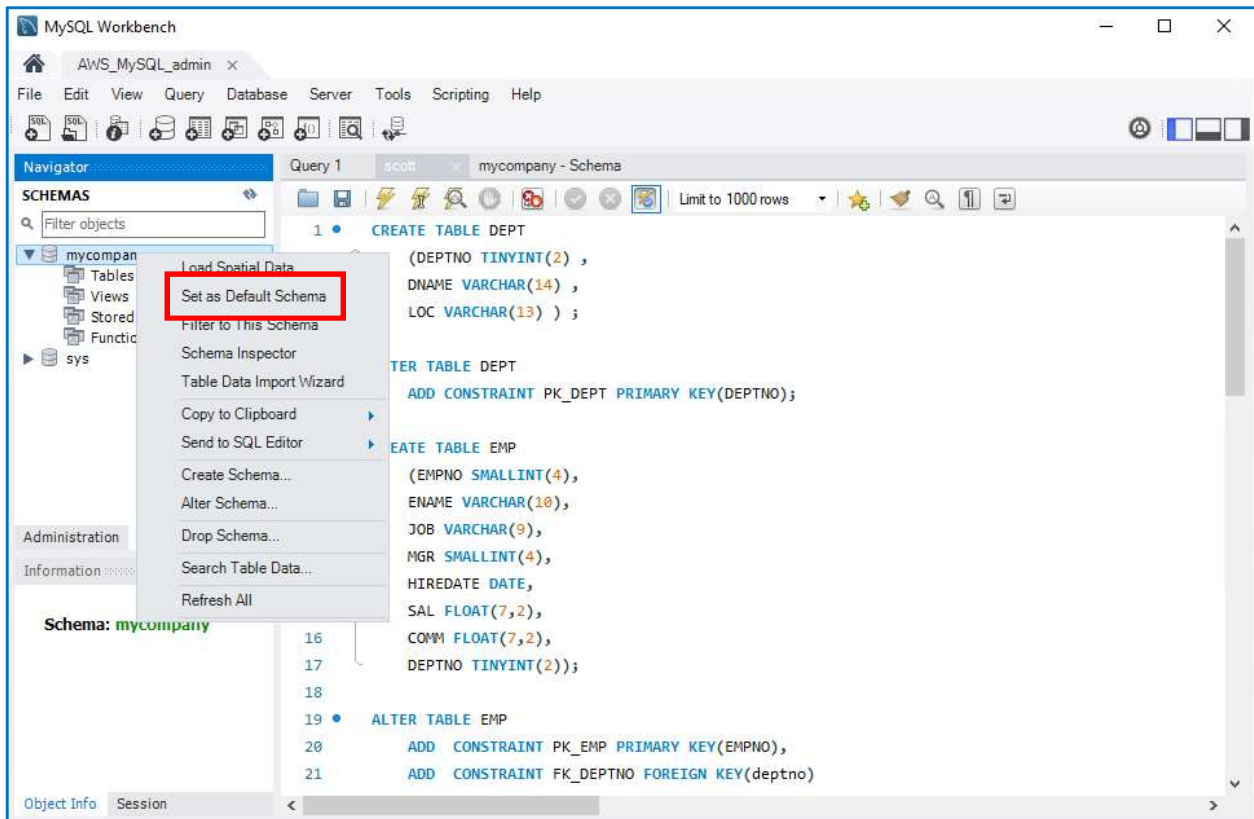 MySQL Workbench
AWS_MySQL_admin
File Edit View Query Database Server Tools Scripting Help
Navigator
SCHEMAS
Filter objects
mycompan
Tables
Views
Stored
Functio
sys
Load Spatial Data
Set as Default Schema
Filter to This Schema
Schema Inspector
Table Data Import Wizard
Copy to Clipboard
Send to SQL Editor
Create Schema...
Alter Schema...
Drop Schema...
Search Table Data...
Refresh All
Administration
Information
Schema: mycompany
Object Info Session
Query 1 scott mycompany - Schema
Limit to 1000 rows
1 CREATE TABLE DEPT
(DEPTNO TINYINT(2) ,
DNAME VARCHAR(14) ,
LOC VARCHAR(13) ) ;
TER TABLE DEPT
ADD CONSTRAINT PK_DEPT PRIMARY KEY(DEPTNO);
EATE TABLE EMP
(EMPNO SMALLINT(4),
ENAME VARCHAR(10),
JOB VARCHAR(9),
MGR SMALLINT(4),
HIREDATE DATE,
SAL FLOAT(7,2),
16 COMM FLOAT(7,2),
17 DEPTNO TINYINT(2));
18
19 ALTER TABLE EMP
20 ADD CONSTRAINT PK_EMP PRIMARY KEY(EMPNO),
21 ADD CONSTRAINT FK_DEPTNO FOREIGN KEY(deptno)